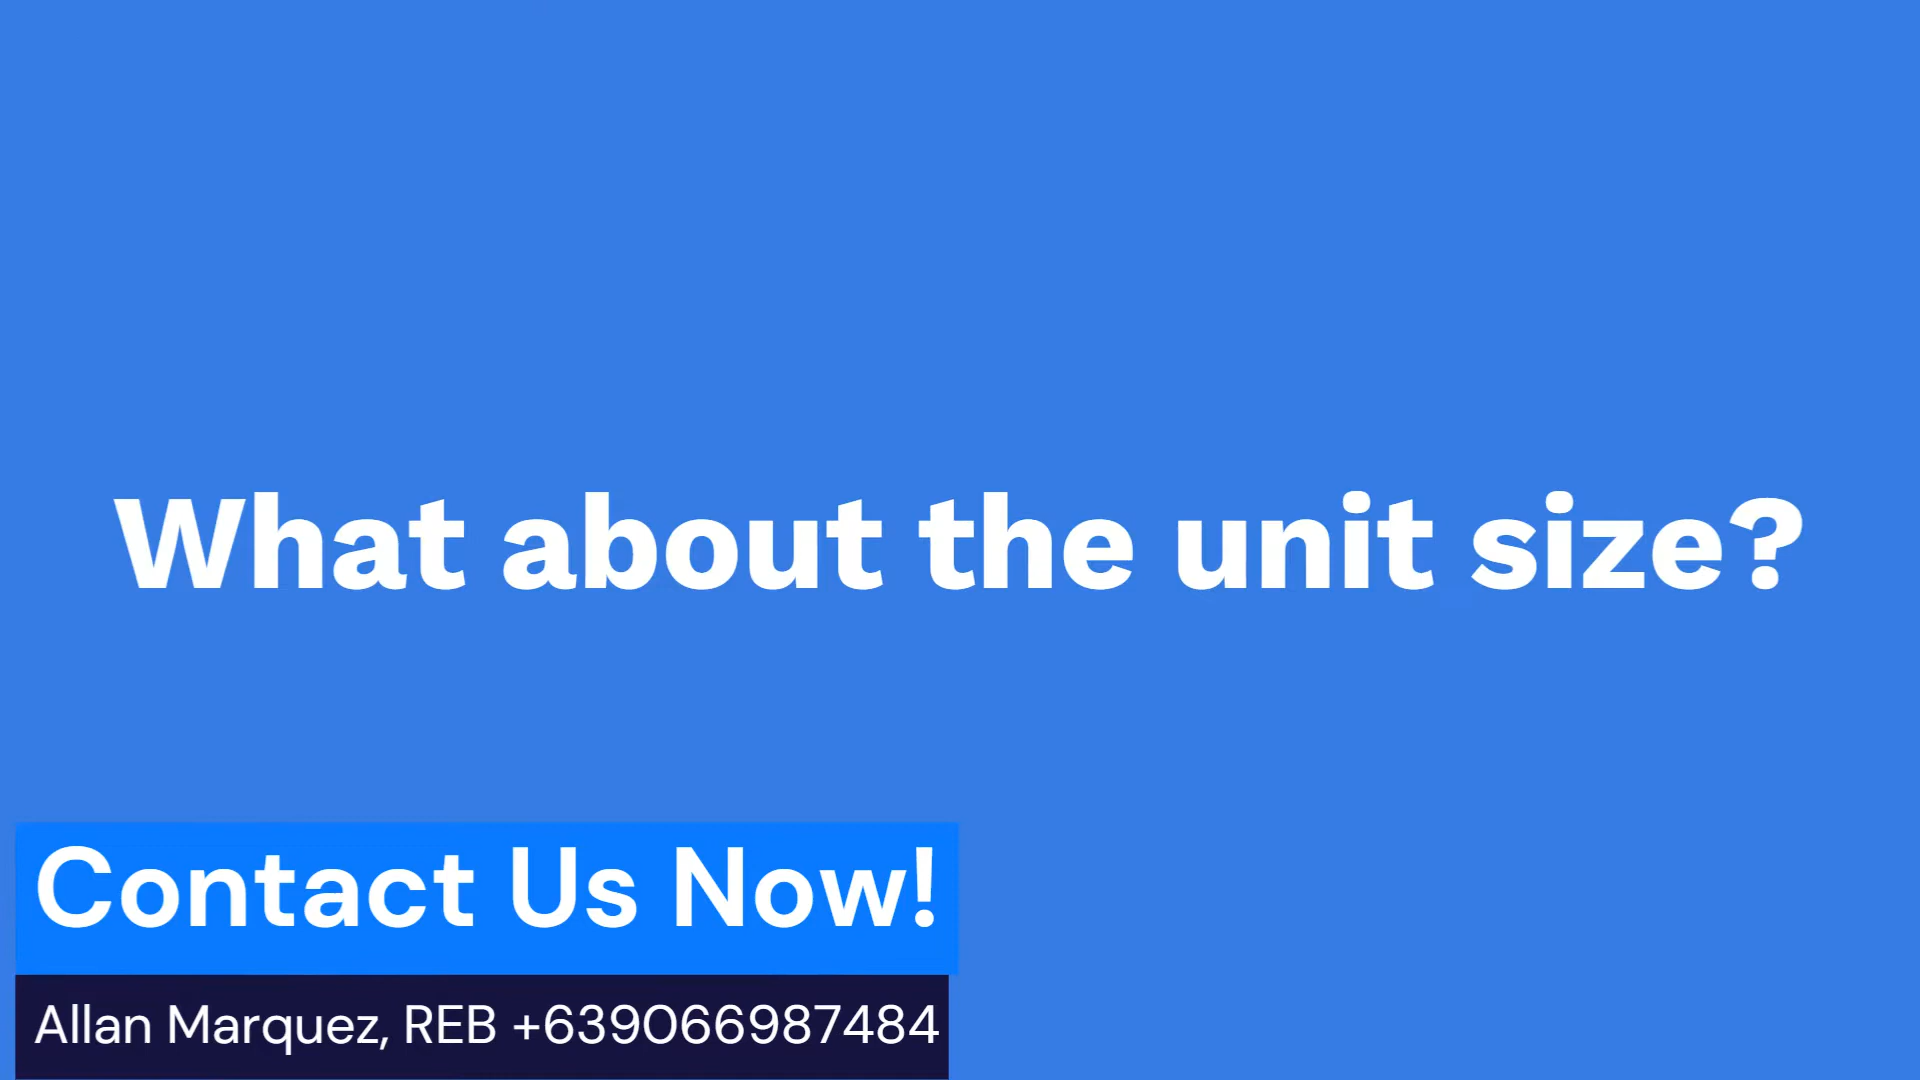 What about the unit size?
Contact Us Now!
Allan Marquez, REB +639066987484